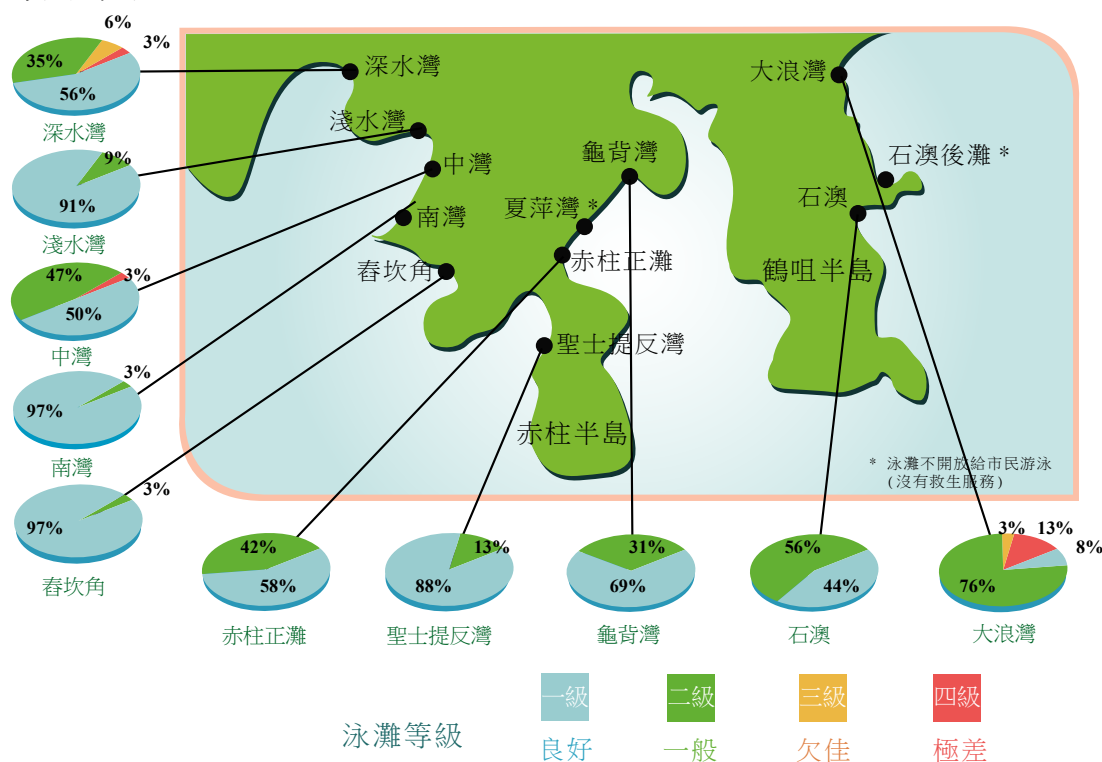 6%
3%
35%
56%
深水灣
9%
91%
淺水灣
47%
3%
50%
中灣
3%
97%
南灣
3%
97%
舂坎角
深水灣
淺水灣
中灣
南灣
舂坎角
龜背灣
夏萍灣 *
赤柱正灘
聖士提反灣
赤柱半島
大浪灣
石澳後灘 *
石澳
鶴咀半島
* 泳灘不開放給市民游泳
(沒有救生服務)
42%
58%
赤柱正灘
13%
88%
聖士提反灣
31%
69%
龜背灣
56%
44%
石澳
3%
13%
8%
76%
大浪灣
泳灘等級
一級
良好
二級
一般
三級
欠佳
四級
極差